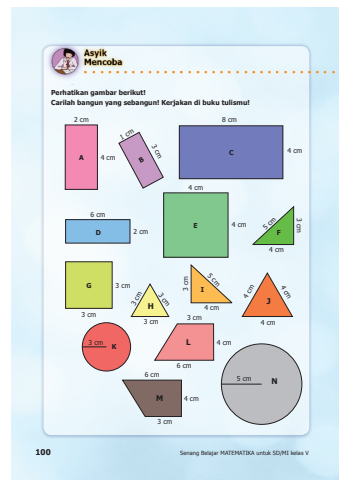 Asyik
Mencoba
Perhatikan gambar berikut!
Carilah bangun yang sebangun! Kerjakan di buku tulismu!
2 cm
A
4 cm
1 cm
B
3 cm
8 cm
C
4 cm
6 cm
D
2 cm
4 cm
E
4 cm
5 cm
F
3 cm
4 cm
G
3 cm
3 cm
3 cm
H
3 cm
3 cm
3 cm
I
5 cm
4 cm
4 cm
J
4 cm
4 cm
3 cm
K
3 cm
L
4 cm
6 cm
6 cm
M
4 cm
3 cm
5 cm
N
100
Senang Belajar MATEMATIKA untuk SD/MI kelas V